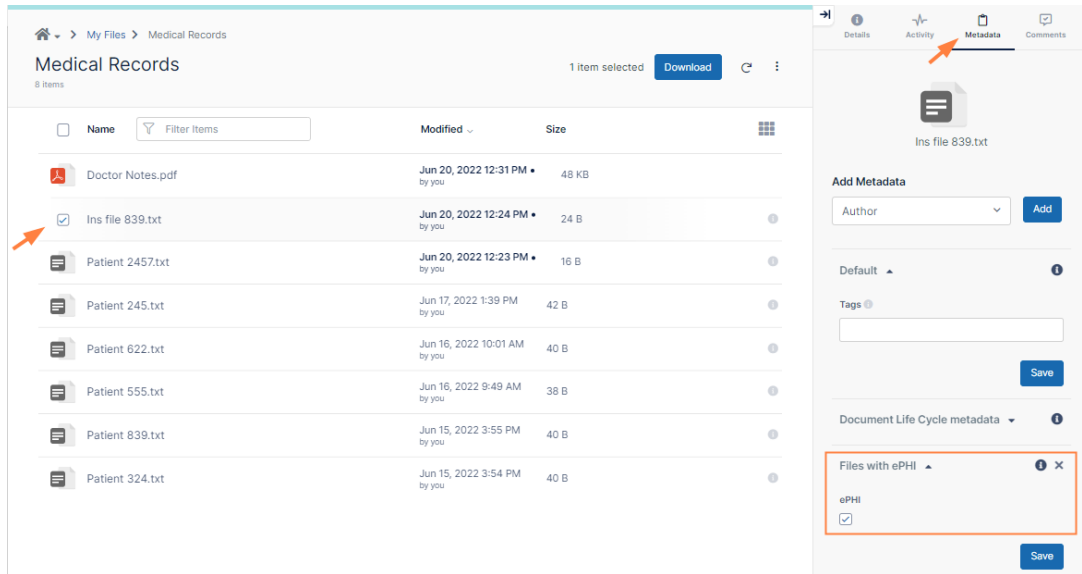 My Files
Medical Records
Medical Records
8 items
1 item selected
Download
Name
Filter Items
Modified
Size
Doctor Notes.pdf
Jun 20, 2022 12:31 PM •
by you
48 KB
Ins file 839.txt
Jun 20, 2022 12:24 PM •
by you
24 B
Patient 2457.txt
Jun 20, 2022 12:23 PM •
by you
16 B
Patient 245.txt
Jun 17, 2022 1:39 PM
by you
42 B
Patient 622.txt
Jun 16, 2022 10:01 AM
by you
40 B
Patient 555.txt
Jun 16, 2022 9:49 AM
by you
38 B
Patient 839.txt
Jun 15, 2022 3:55 PM
by you
40 B
Patient 324.txt
Jun 15, 2022 3:54 PM
by you
40 B
Details
Activity
Metadata
Comments
Ins file 839.txt
Add Metadata
Author
Add
Default
Tags
Save
Document Life Cycle metadata
Files with ePHI
ePHI
Save